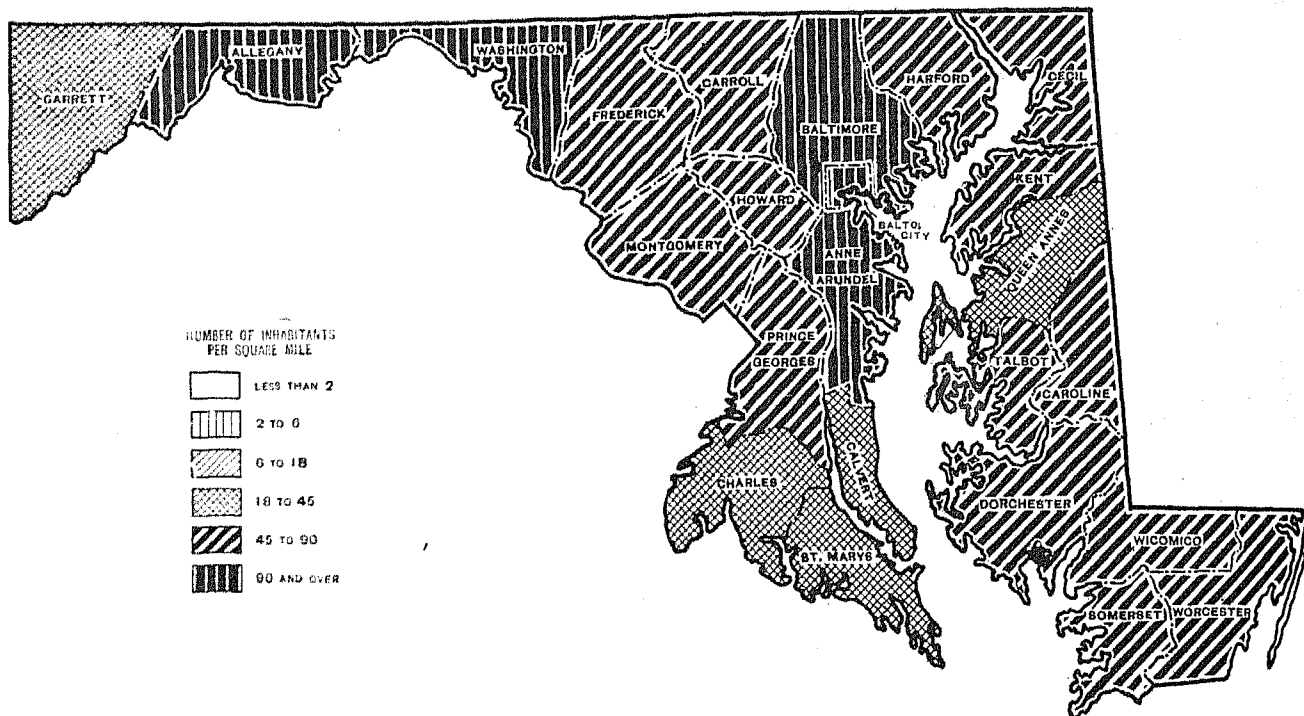 ALLEGANY
WASHINGTON
GARRETT
FREDERICK
CARROLL
HARFORD
CECIL
BALTIMORE
KENT
HOWARD
MONTGOMERY
BALTO.
CITY
ANNE
ARUNDEL
QUEEN ANNES
PRINCE
GEORGES
TALBOT
CAROLINE
CALVERT
CHARLES
ST. MARYS
DORCHESTER
WICOMICO
SOMERSET
WORCESTER
NUMBER OF INHABITANTS
PER SQUARE MILE
LESS THAN 2
2 TO 6
6 TO 18
18 TO 45
45 TO 90
90 AND OVER